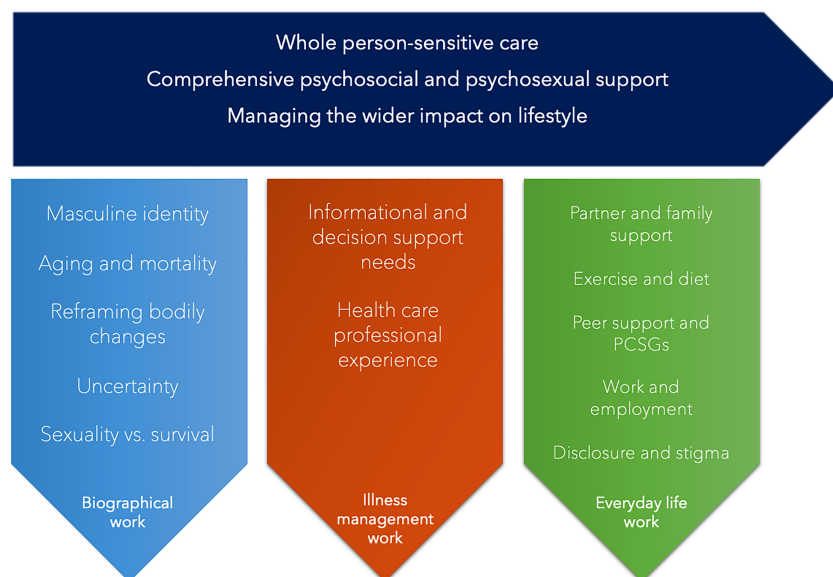 Whole person-sensitive care
Comprehensive psychosocial and psychosexual support
Managing the wider impact on lifestyle
Masculine identity
Aging and mortality
Reframing bodily
changes
Uncertainty
Sexuality vs. survival
Biographical
work
Informational and
decision support
needs
Health care
professional
experience
Illness
management
work
Partner and family
support
Exercise and diet
Peer support and
PCSGs
Work and
employment
Disclosure and stigma
Everyday life
work